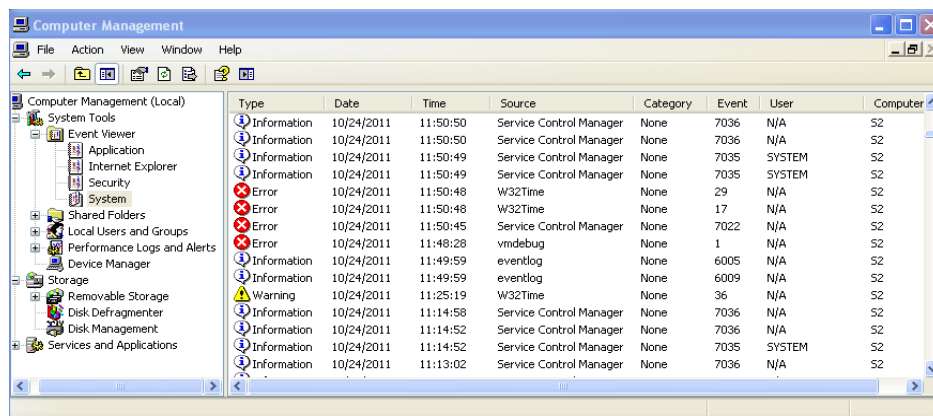 Computer Management
File Action View Window Help
Computer Management (Local)
System Tools
Event Viewer
Application
Internet Explorer
Security
System
Shared Folders
Local Users and Groups
Performance Logs and Alerts
Device Manager
Storage
Removable Storage
Disk Defragmenter
Disk Management
Services and Applications
Type Date Time Source Category Event User Computer
Information 10/24/2011 11:50:50 Service Control Manager None 7036 N/A S2
Information 10/24/2011 11:50:50 Service Control Manager None 7036 N/A S2
Information 10/24/2011 11:50:49 Service Control Manager None 7035 SYSTEM S2
Information 10/24/2011 11:50:49 Service Control Manager None 7035 SYSTEM S2
Error 10/24/2011 11:50:48 W32Time None 29 N/A S2
Error 10/24/2011 11:50:48 W32Time None 17 N/A S2
Error 10/24/2011 11:50:45 Service Control Manager None 7022 N/A S2
Error 10/24/2011 11:48:28 vmdebug None 1 N/A S2
Information 10/24/2011 11:49:59 eventlog None 6005 N/A S2
Information 10/24/2011 11:49:59 eventlog None 6009 N/A S2
Warning 10/24/2011 11:25:19 W32Time None 36 N/A S2
Information 10/24/2011 11:14:58 Service Control Manager None 7036 N/A S2
Information 10/24/2011 11:14:52 Service Control Manager None 7036 N/A S2
Information 10/24/2011 11:14:52 Service Control Manager None 7035 SYSTEM S2
Information 10/24/2011 11:13:02 Service Control Manager None 7036 N/A S2